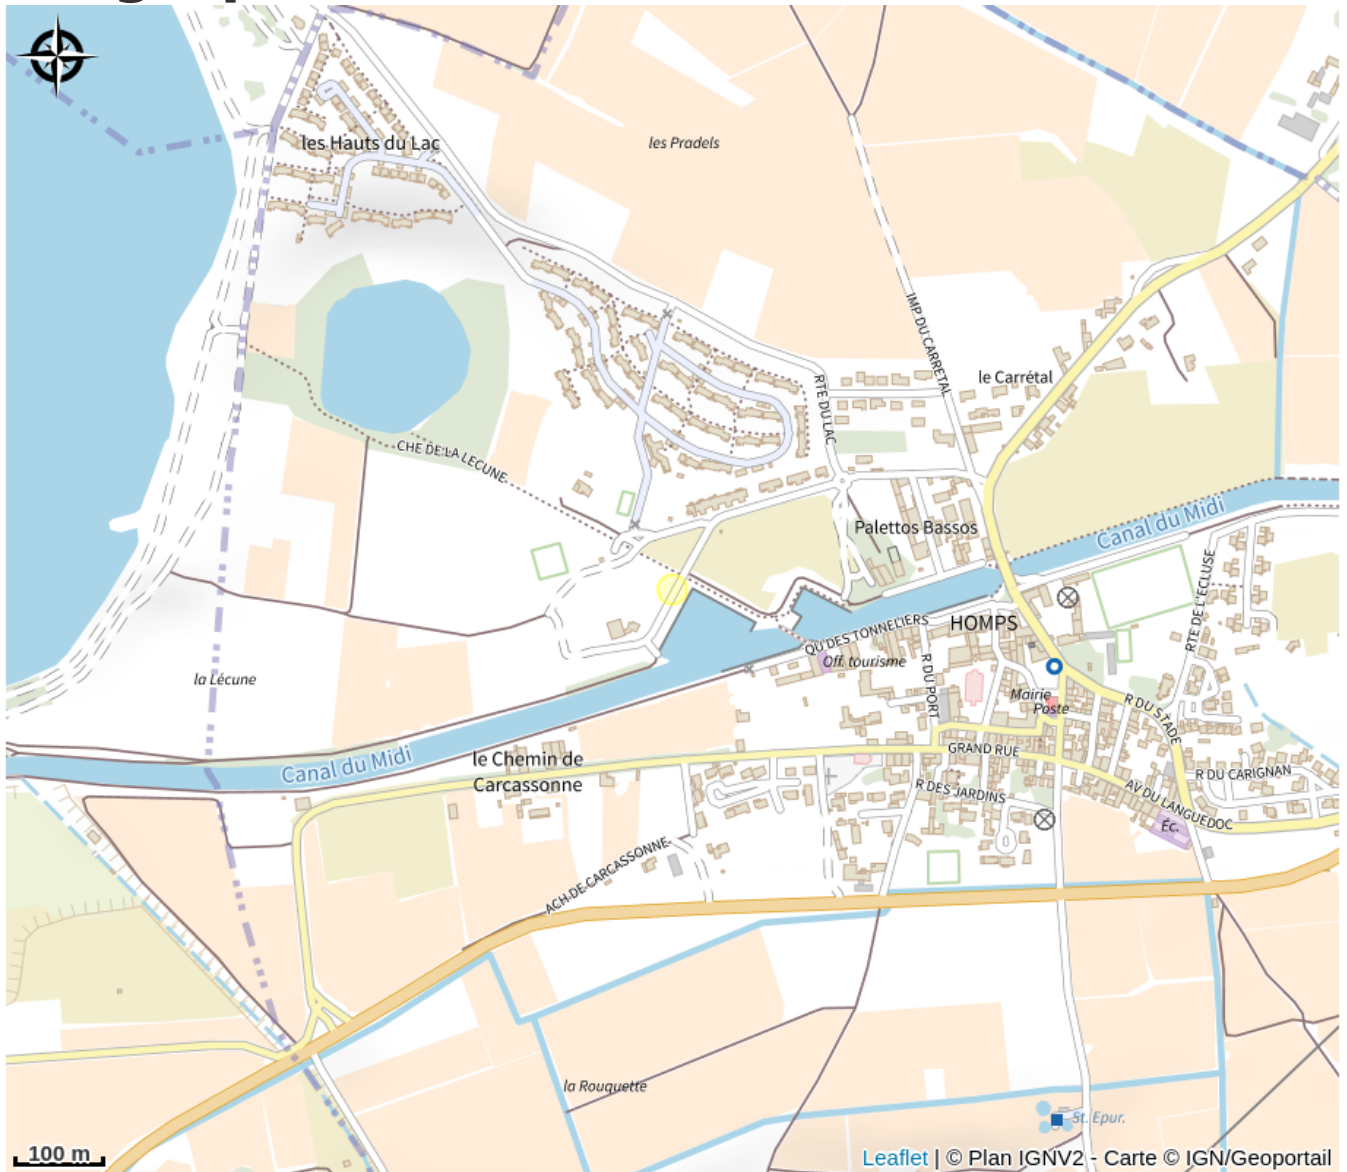 les Hauts du Lac
les Pradels
IMP DU CARRETAL
le Carrétal
RTE DU LAC
CHE DE LA LECUNE
Palettos Bassos
Canal du Midi
RTE DE L'ECLUSE
HOMPS
QU DES TONNELIERS
Off. tourisme
R DU PORT
la Lécune
Mairie
Poste
R DU STADE
GRAND RUE
Canal du Midi
le Chemin de
Carcassonne
R DU CARIGNAN
R DES JARDINS
AV DU LANGUEDOC
Éc.
ACH-DE-CARCASSONNE
la Rouquette
St. Epur.
100 m
Leaflet | © Plan IGNV2 - Carte © IGN/Geoportail